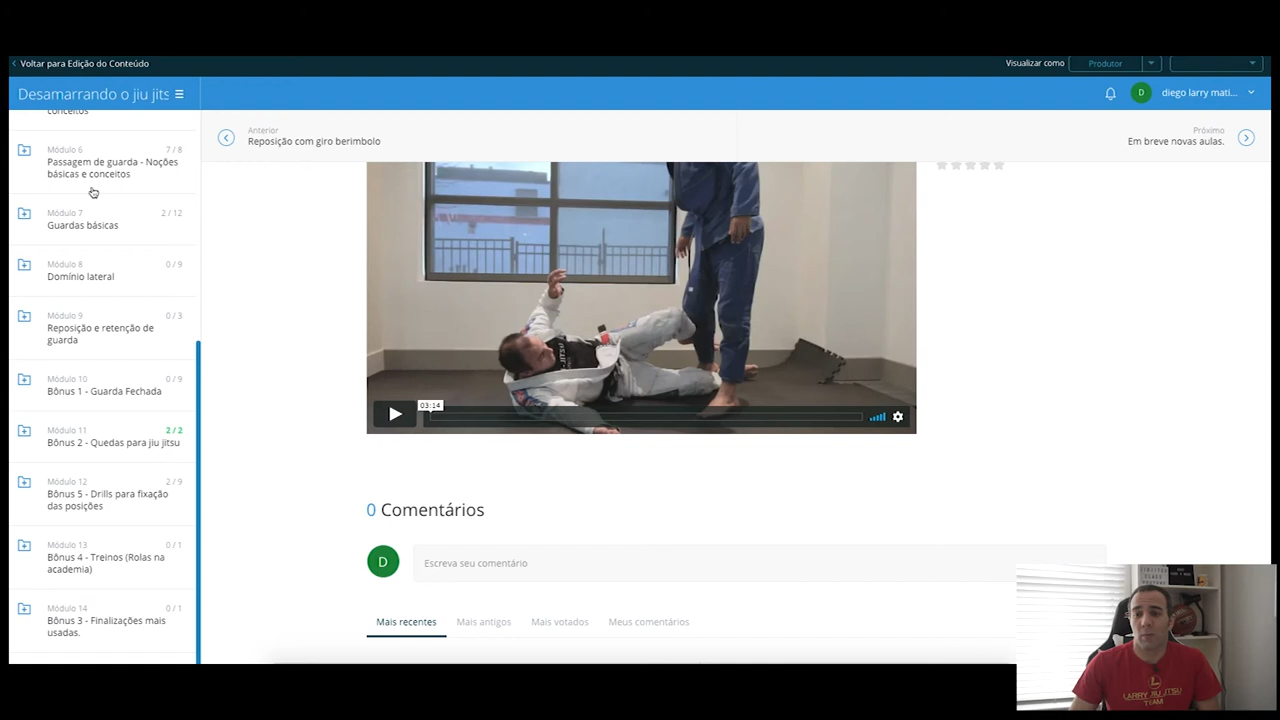 Voltar para Edição do Conteúdo
Visualizar como
Produtor
Desamarrando o jiu jits
D
diego larry mati...
conceitos
Módulo 6
7 / 8
Passagem de guarda - Noções
básicas e conceitos
Módulo 7
2 / 12
Guardas básicas
Módulo 8
0 / 9
Domínio lateral
Módulo 9
0 / 3
Reposição e retenção de
guarda
Módulo 10
0 / 9
Bônus 1 - Guarda Fechada
Módulo 11
2 / 2
Bônus 2 - Quedas para jiu jitsu
Módulo 12
2 / 9
Bônus 5 - Drills para fixação
das posições
Módulo 13
0 / 1
Bônus 4 - Treinos (Rolas na
academia)
Módulo 14
0 / 1
Bônus 3 - Finalizações mais
usadas.
Anterior
Reposição com giro berimbolo
Próximo
Em breve novas aulas.
03:14
0 Comentários
D
Escreva seu comentário
Mais recentes
Mais antigos
Mais votados
Meus comentários
LARRY JIU JITSU
TEAM